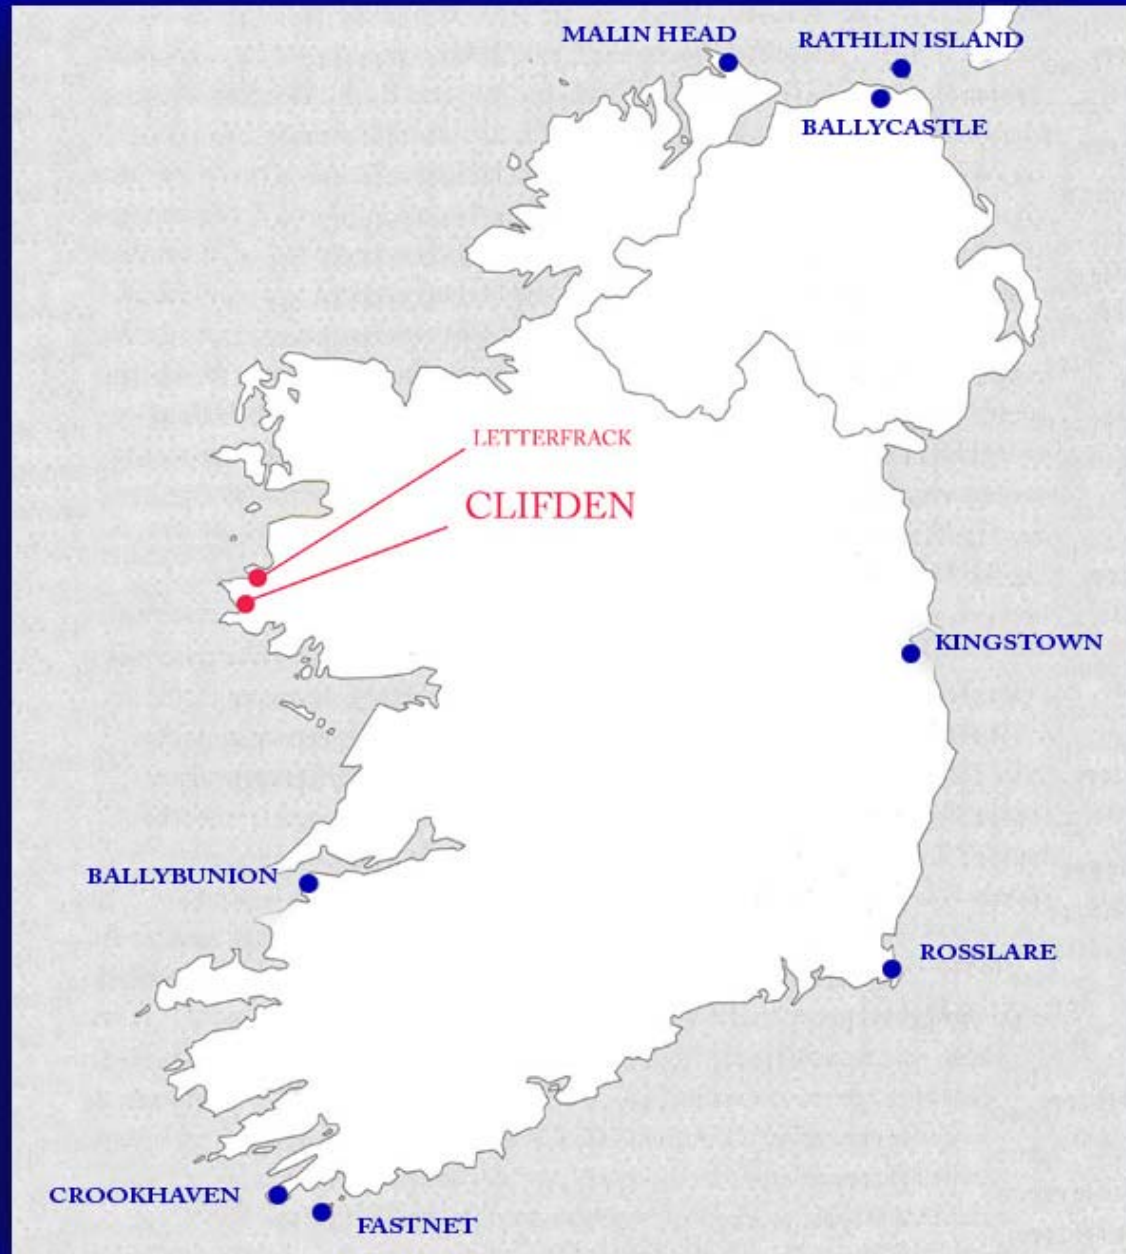 MALIN HEAD
RATHLIN ISLAND
BALLYCASTLE
LETTERFRACK
CLIFDEN
KINGSTOWN
BALLYBUNION
ROSSLARE
CROOKHAVEN
FASTNET